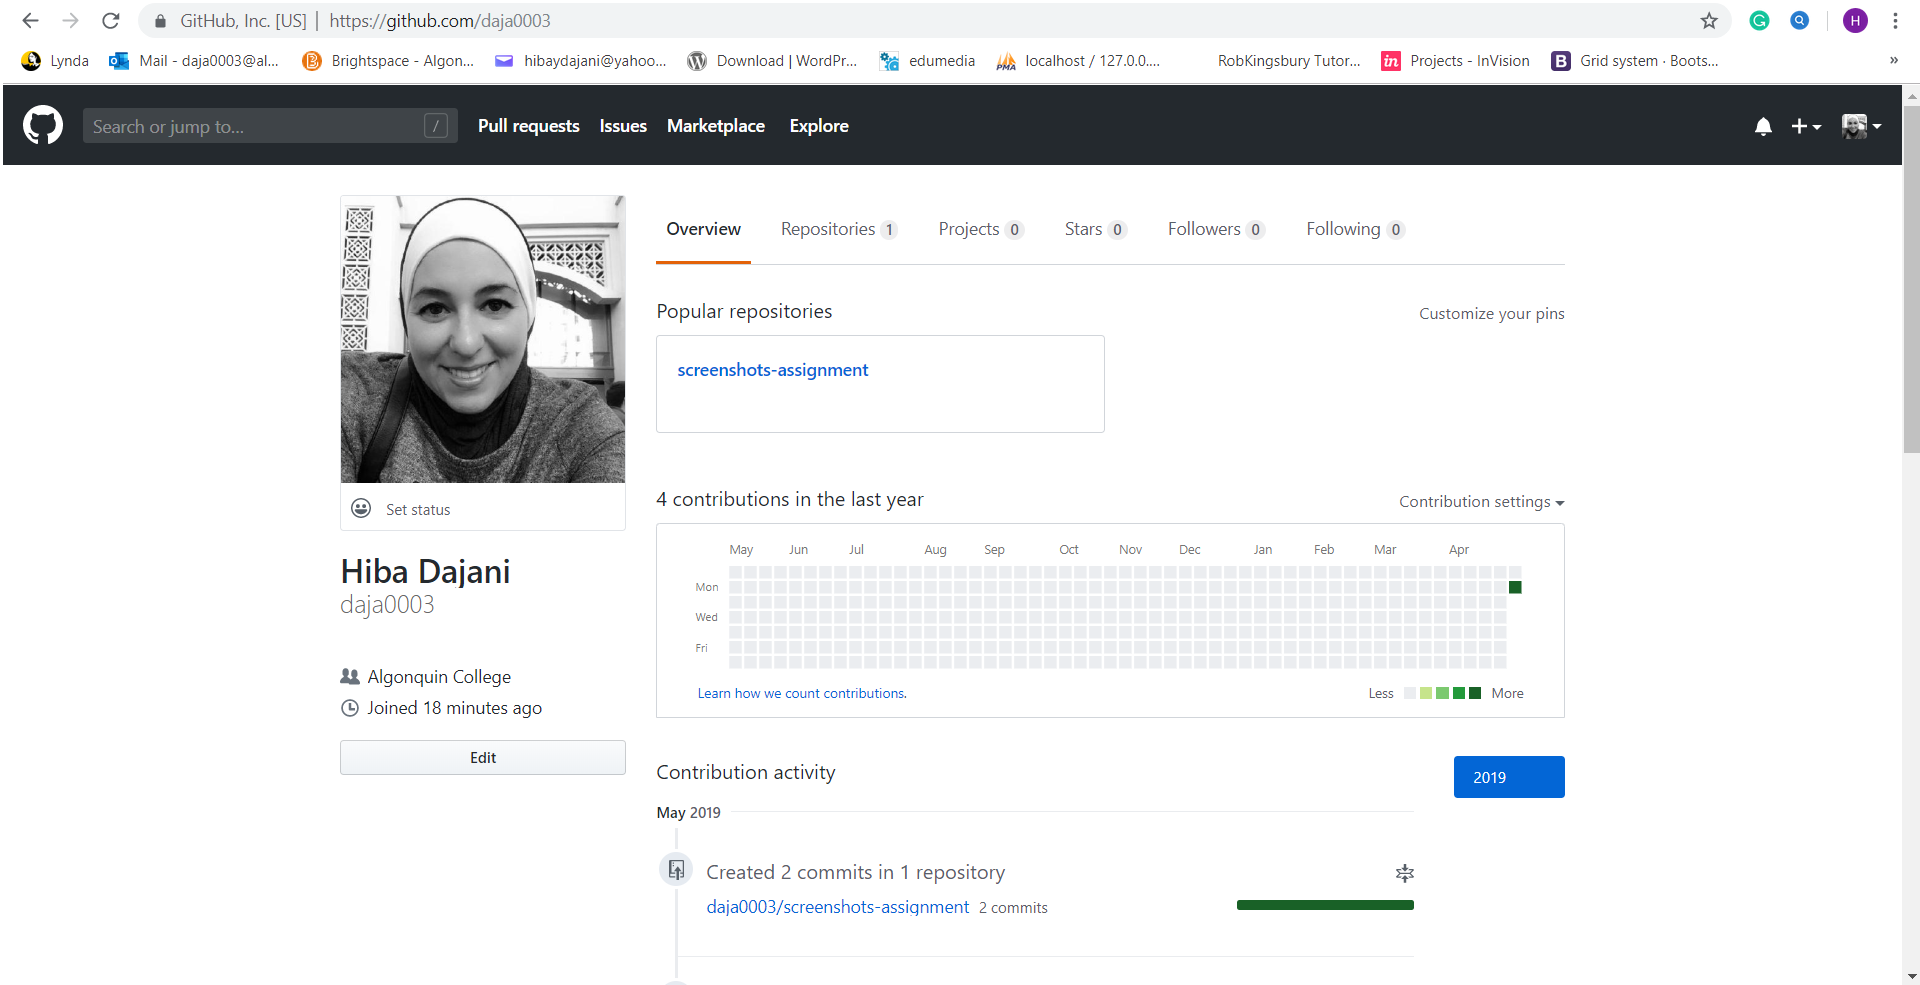 GitHub, Inc. [US] | https://github.com/daja0003
H
Lynda
Mail - daja0003@al...
Brightspace - Algon...
hibaydajani@yahoo...
Download | WordPr...
edumedia
localhost / 127.0.0....
RobKingsbury Tutor...
Projects - InVision
Grid system · Boots...
»
Search or jump to...
/
Pull requests
Issues
Marketplace
Explore
Overview
Repositories 1
Projects 0
Stars 0
Followers 0
Following 0
Popular repositories
Customize your pins
screenshots-assignment
Set status
Hiba Dajani
daja0003
Algonquin College
Joined 18 minutes ago
Edit
4 contributions in the last year
Contribution settings
May Jun Jul Aug Sep Oct Nov Dec Jan Feb Mar Apr
Mon
Wed
Fri
Learn how we count contributions.
Less
More
Contribution activity
2019
May 2019
Created 2 commits in 1 repository
daja0003/screenshots-assignment 2 commits